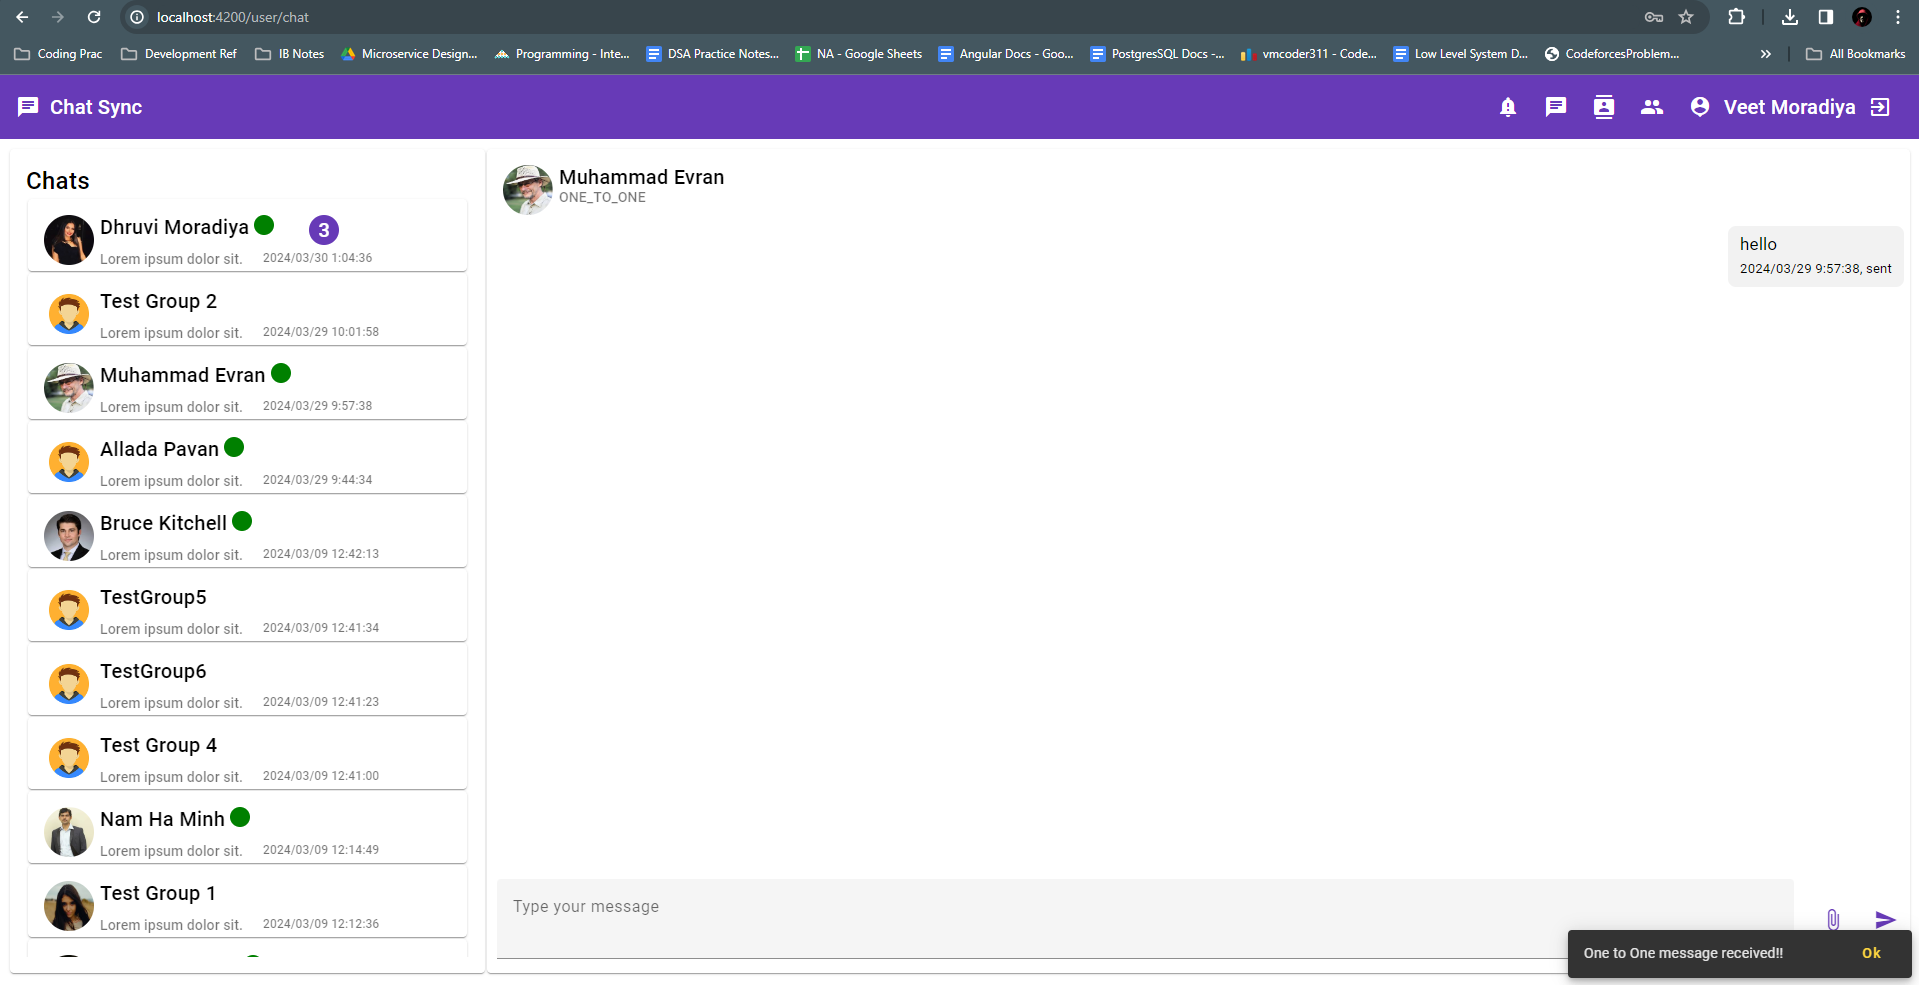 localhost:4200/user/chat
Coding Prac
Development Ref
IB Notes
Microservice Design...
Programming - Inte...
DSA Practice Notes...
NA - Google Sheets
Angular Docs - Goo...
PostgresSQL Docs -...
vmcoder311 - Code...
Low Level System D...
CodeforcesProblem...
»
All Bookmarks
Chat Sync
Veet Moradiya
Chats
Dhruvi Moradiya
3
Lorem ipsum dolor sit. 2024/03/30 1:04:36
Test Group 2
Lorem ipsum dolor sit. 2024/03/29 10:01:58
Muhammad Evran
Lorem ipsum dolor sit. 2024/03/29 9:57:38
Allada Pavan
Lorem ipsum dolor sit. 2024/03/29 9:44:34
Bruce Kitchell
Lorem ipsum dolor sit. 2024/03/09 12:42:13
TestGroup5
Lorem ipsum dolor sit. 2024/03/09 12:41:34
TestGroup6
Lorem ipsum dolor sit. 2024/03/09 12:41:23
Test Group 4
Lorem ipsum dolor sit. 2024/03/09 12:41:00
Nam Ha Minh
Lorem ipsum dolor sit. 2024/03/09 12:14:49
Test Group 1
Lorem ipsum dolor sit. 2024/03/09 12:12:36
Muhammad Evran
ONE_TO_ONE
hello
2024/03/29 9:57:38, sent
Type your message
One to One message received!! Ok